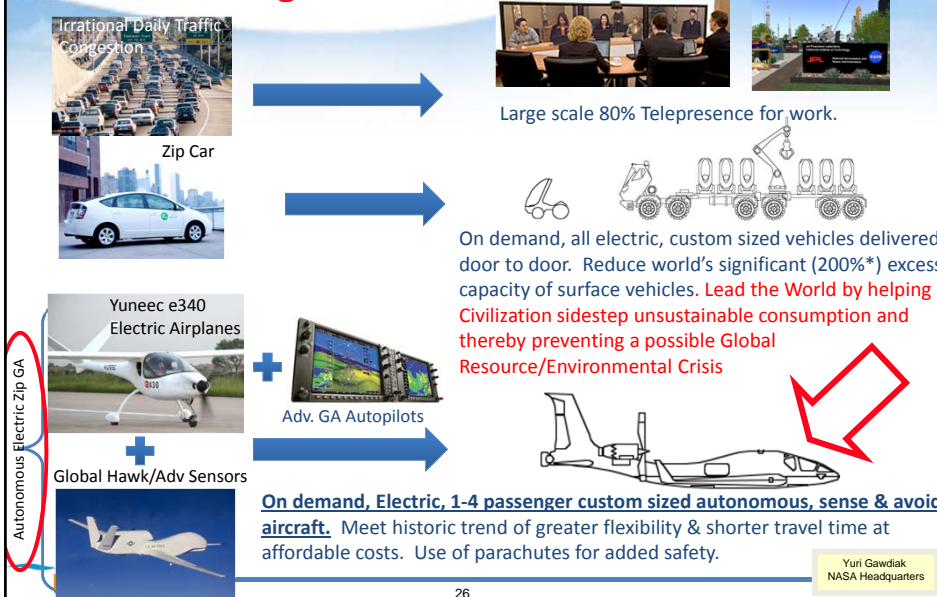 Irrational Daily Traffic
Congestion
JPL
Large scale 80% Telepresence for work.
Zip Car
On demand, all electric, custom sized vehicles delivered
door to door. Reduce world's significant (200%*) excess
capacity of surface vehicles. Lead the World by helping
Civilization sidestep unsustainable consumption and
thereby preventing a possible Global
Resource/Environmental Crisis
Yuneec e340
Electric Airplanes
430
Adv. GA Autopilots
Autonomous Electric Zip GA
Global Hawk/Adv Sensors
On demand, Electric, 1-4 passenger custom sized autonomous, sense & avoid
aircraft. Meet historic trend of greater flexibility & shorter travel time at
affordable costs. Use of parachutes for added safety.
Yuri Gawdiak
NASA Headquarters
26